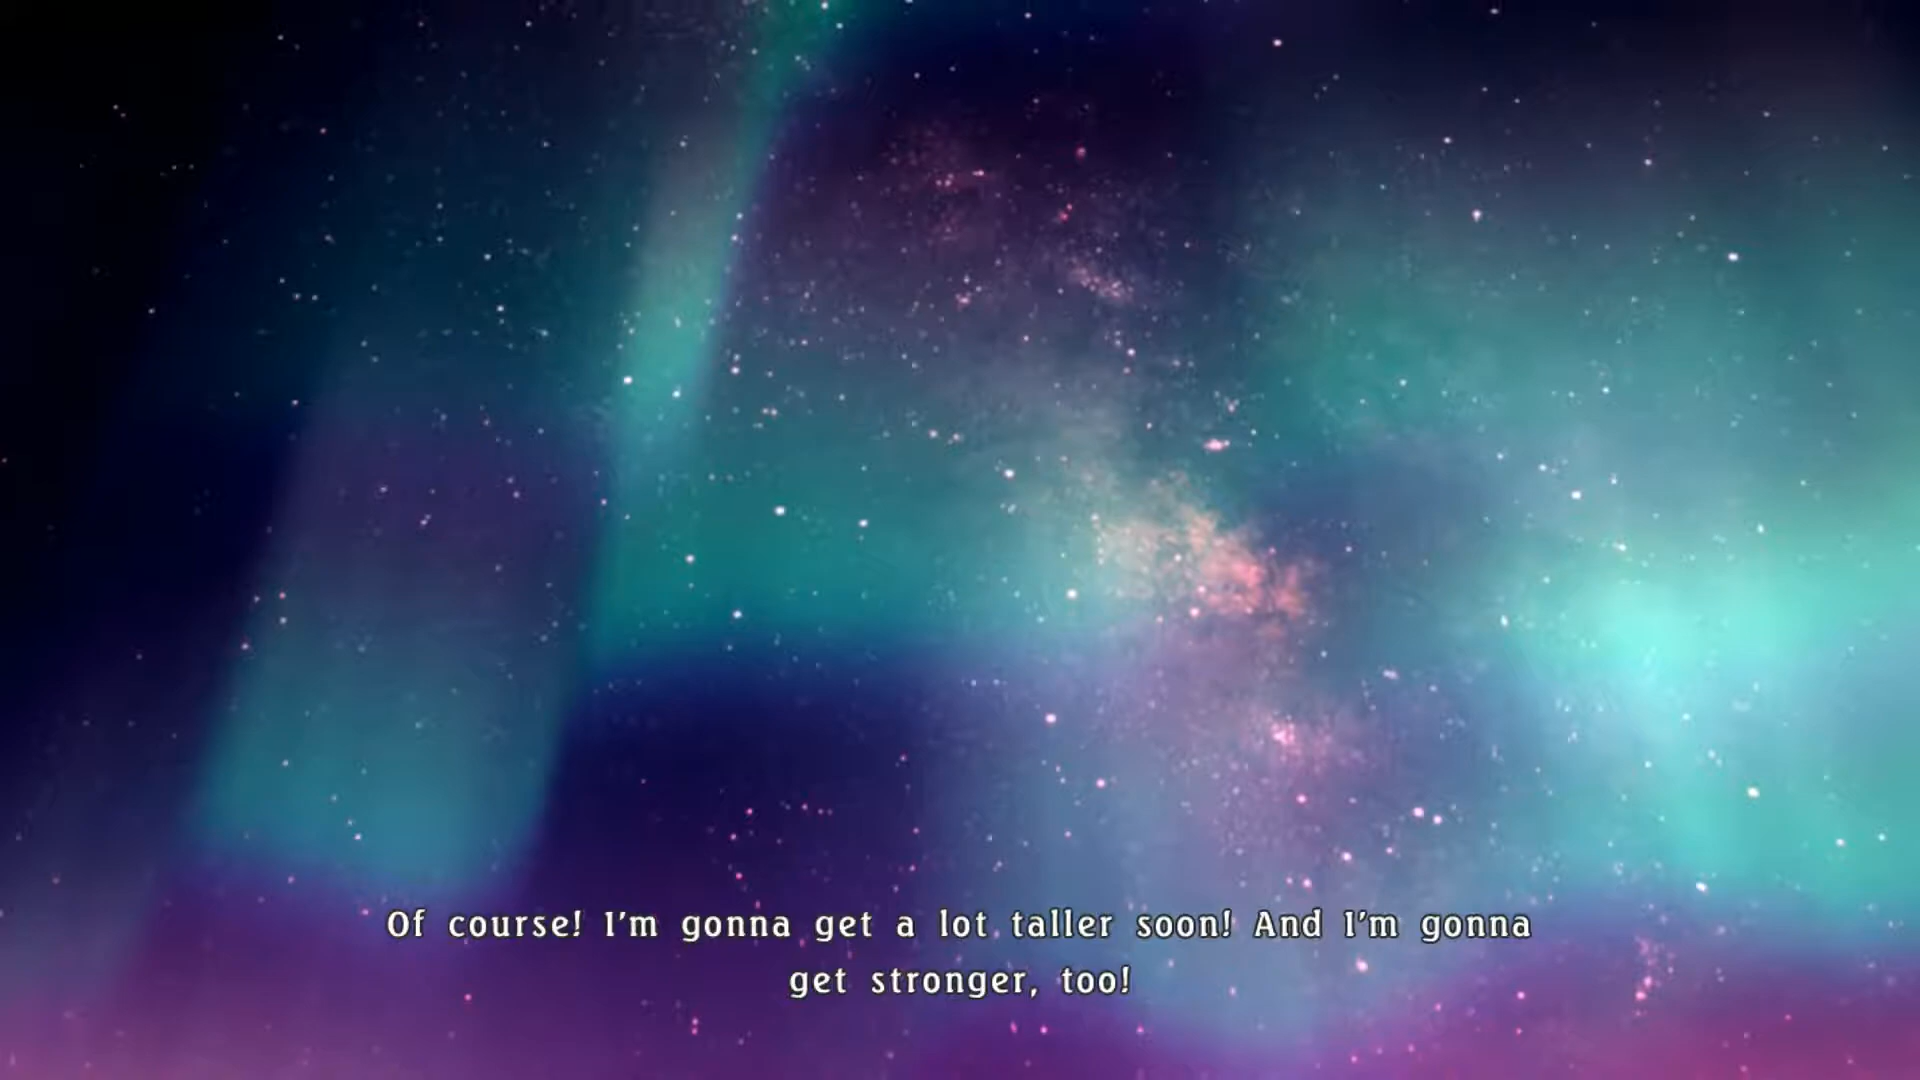 Of course! I'm gonna get a lot taller soon! And I'm gonna
get stronger, too!